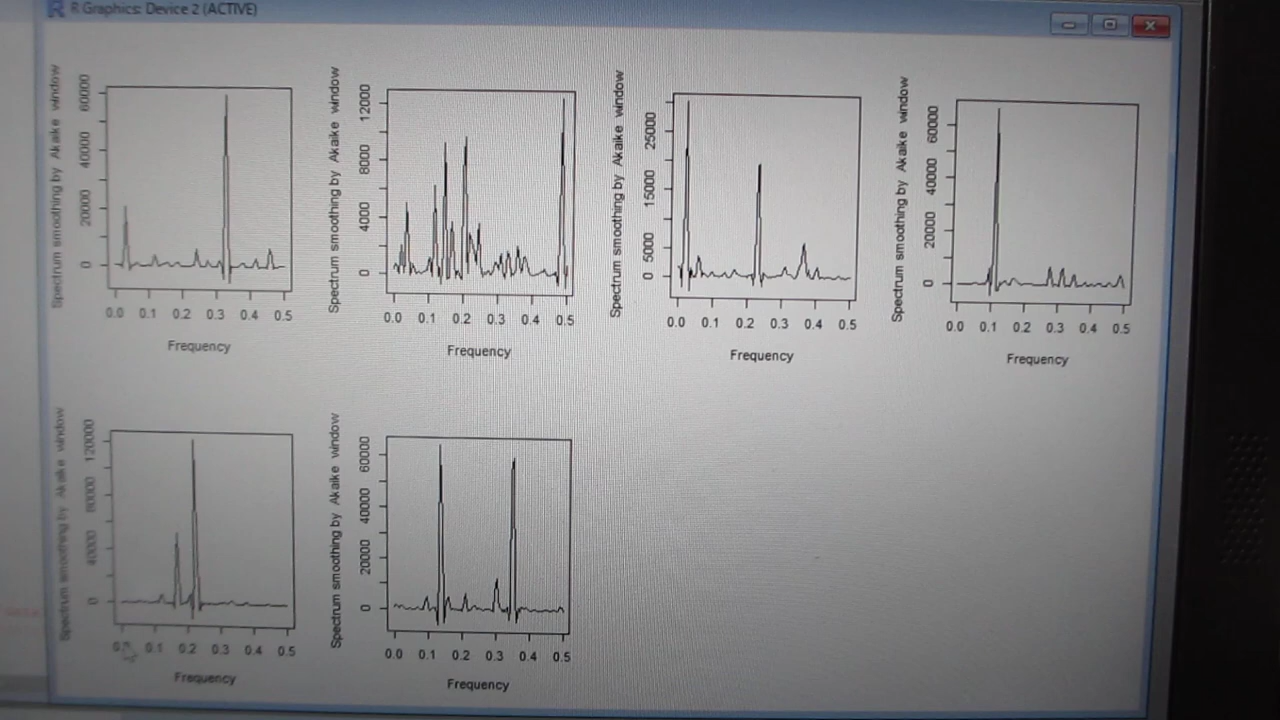 R Graphics: Device 2 (ACTIVE)
Spectrum smoothing by Akaike window
0 20000 40000 60000
0.0 0.1 0.2 0.3 0.4 0.5
Frequency
Spectrum smoothing by Akaike window
0 4000 8000 12000
0.0 0.1 0.2 0.3 0.4 0.5
Frequency
Spectrum smoothing by Akaike window
0 5000 15000 25000
0.0 0.1 0.2 0.3 0.4 0.5
Frequency
Spectrum smoothing by Akaike window
0 20000 40000 60000
0.0 0.1 0.2 0.3 0.4 0.5
Frequency
Spectrum smoothing by Akaike window
0 40000 80000 120000
0.1 0.2 0.3 0.4 0.5
Frequency
Spectrum smoothing by Akaike window
0 20000 40000 60000
0.0 0.1 0.2 0.3 0.4 0.5
Frequency